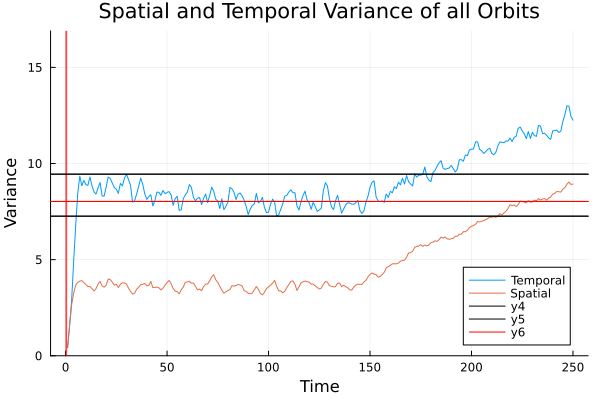 Spatial and Temporal Variance of all Orbits
15
10
5
0
Variance
0 50 100 150 200 250
Time
Temporal
Spatial
y4
y5
y6